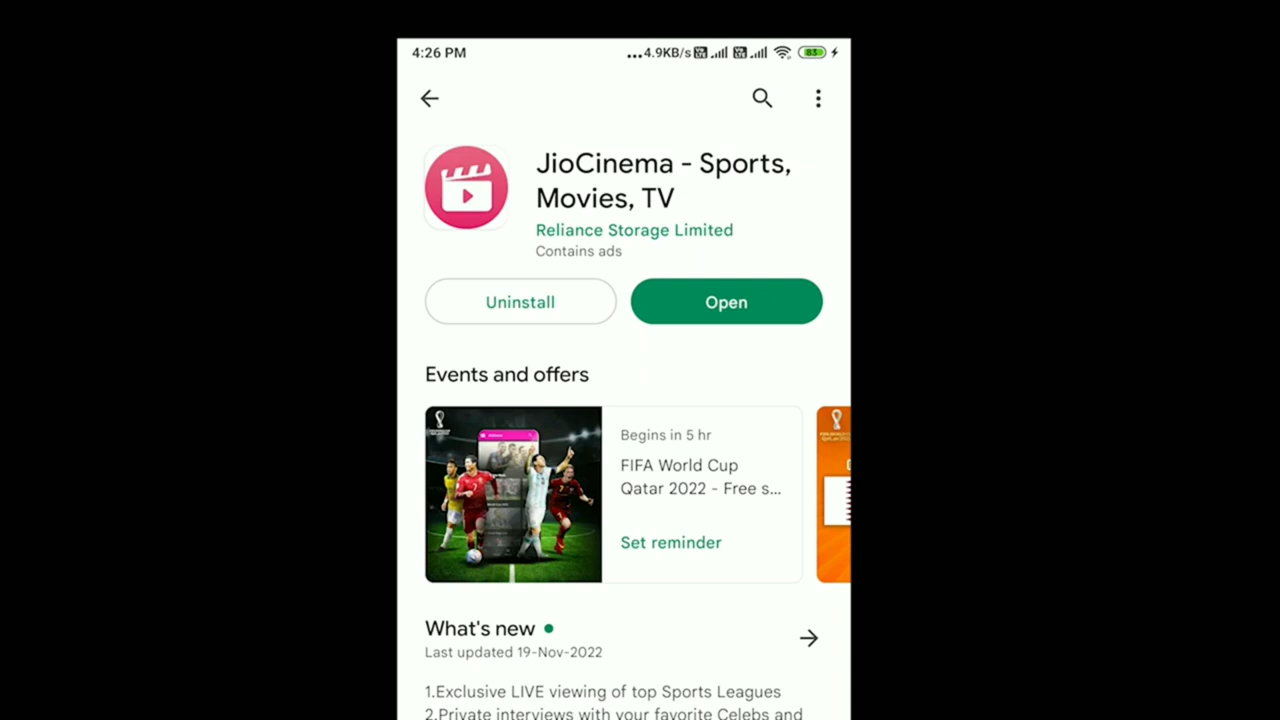 4:26 PM
...4.9KB/s
83
JioCinema - Sports,
Movies, TV
Reliance Storage Limited
Contains ads
Uninstall
Open
Events and offers
Begins in 5 hr
FIFA World Cup
Qatar 2022 - Free s...
Set reminder
What's new
Last updated 19-Nov-2022
1.Exclusive LIVE viewing of top Sports Leagues
2.Private interviews with your favorite Celebs and